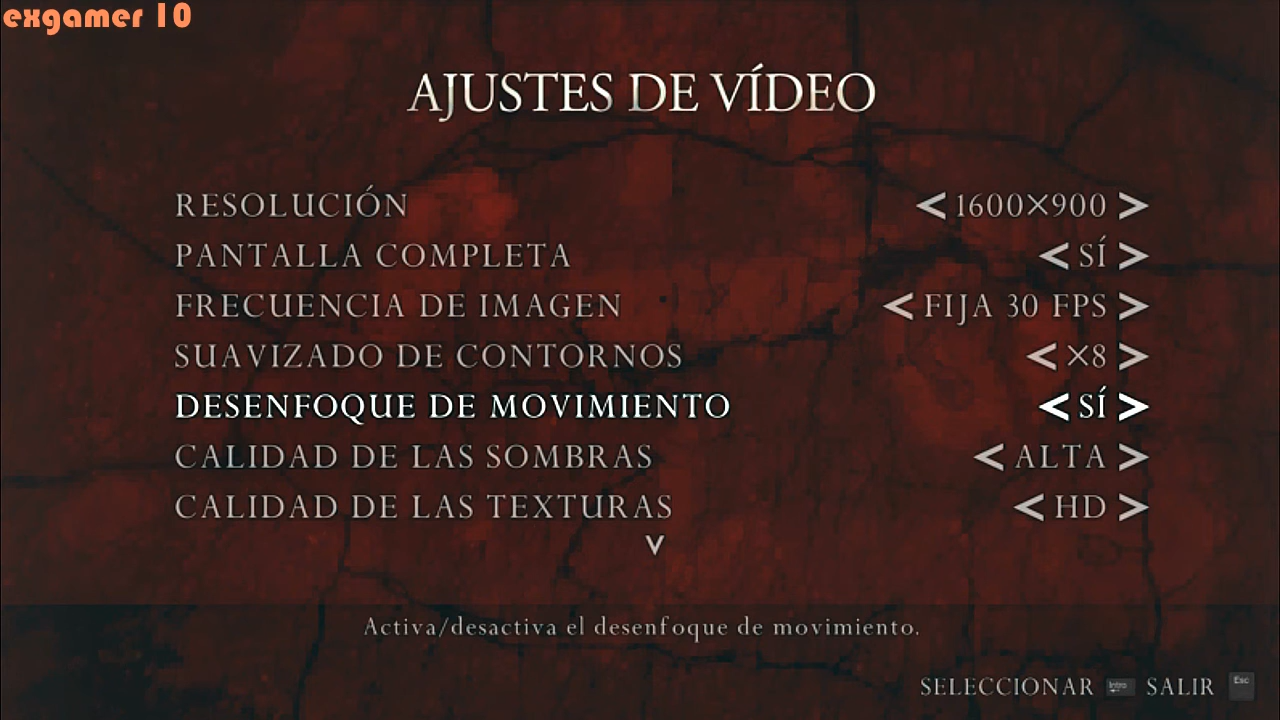 exgamer 10
AJUSTES DE VÍDEO
RESOLUCIÓN < 1600×900 >
PANTALLA COMPLETA < SÍ >
FRECUENCIA DE IMAGEN < FIJA 30 FPS >
SUAVIZADO DE CONTORNOS < ×8 >
DESENFOQUE DE MOVIMIENTO < SÍ >
CALIDAD DE LAS SOMBRAS < ALTA >
CALIDAD DE LAS TEXTURAS < HD >
Activa/desactiva el desenfoque de movimiento.
SELECCIONAR Intro SALIR Esc